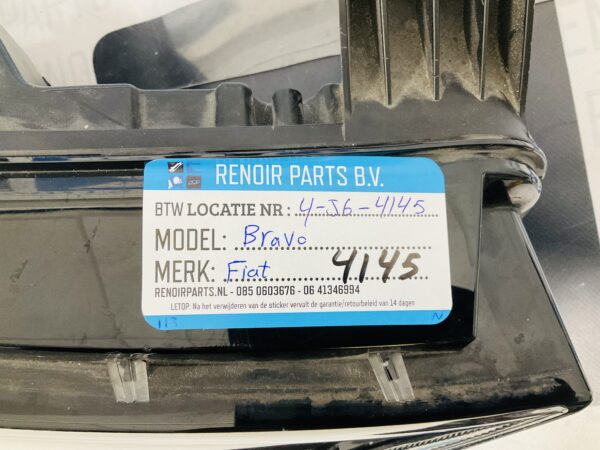 RENOIR PARTS B.V.
BTW LOCATIE NR : 4-J6-4145
MODEL: Bravo
MERK: Fiat 4145
RENOIRPARTS.NL - 085 0603676 - 06 41346994
LETOP: Na het verwijderen van de sticker vervalt de garantie/retourbeleid van 14 dagen
113 N